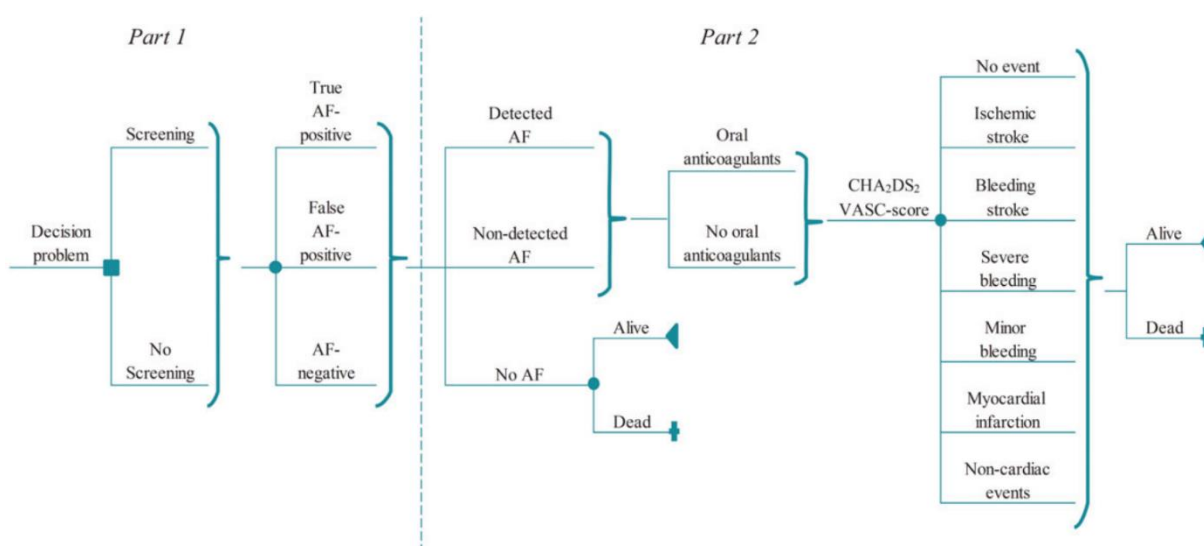 Part 1
Decision
problem
Screening
No
Screening
True
AF-
positive
False
AF-
positive
AF-
negative
Part 2
Detected
AF
Non-detected
AF
No AF
Alive
Dead
Oral
anticoagulants
No oral
anticoagulants
CHA₂DS₂
VASC-score
No event
Ischemic
stroke
Bleeding
stroke
Severe
bleeding
Minor
bleeding
Myocardial
infarction
Non-cardiac
events
Alive
Dead